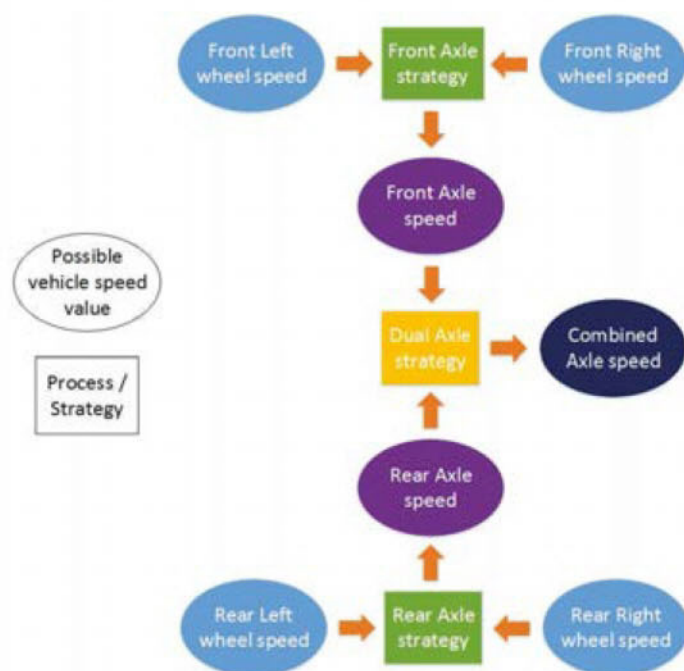 Front Left
wheel speed
Front Axle
strategy
Front Right
wheel speed
Front Axle
speed
Possible
vehicle speed
value
Dual Axle
strategy
Combined
Axle speed
Process /
Strategy
Rear Axle
speed
Rear Left
wheel speed
Rear Axle
strategy
Rear Right
wheel speed